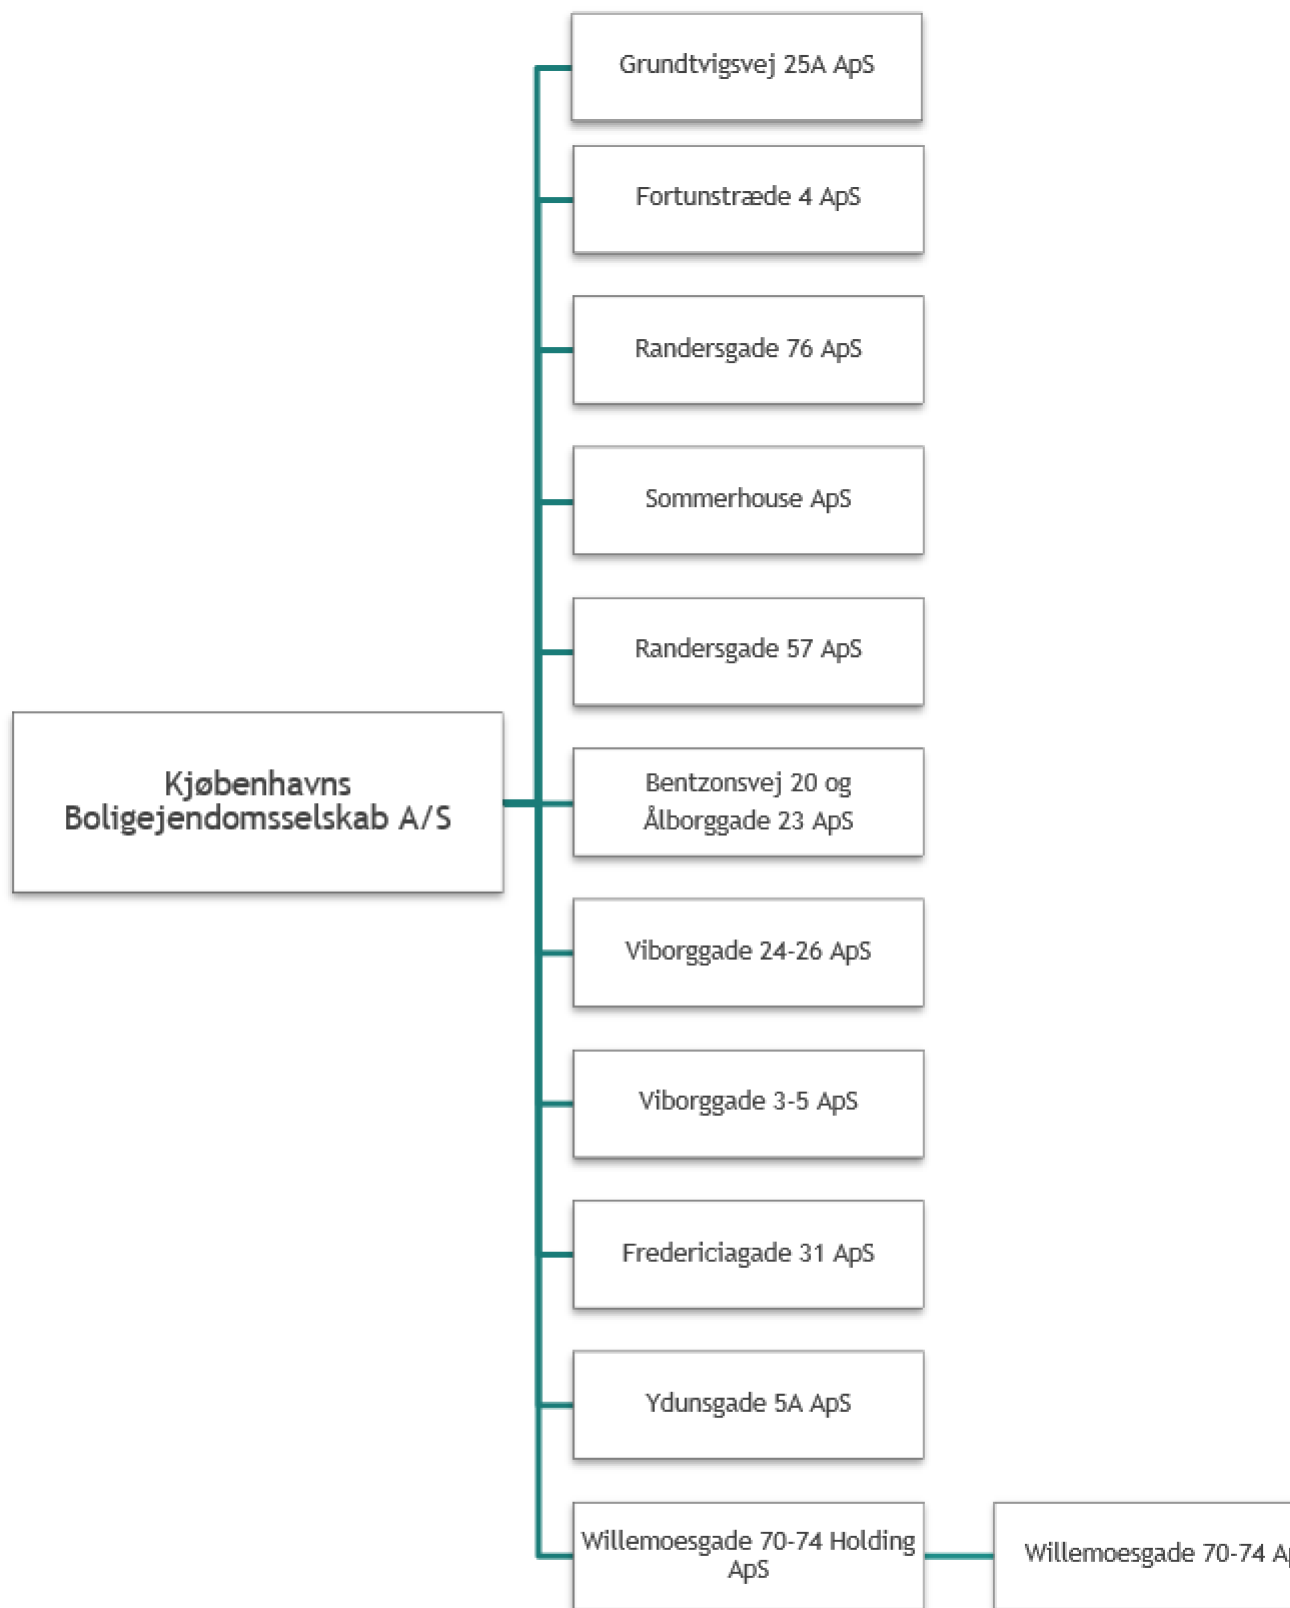 Grundtvigsvej 25A ApS
Fortunstræde 4 ApS
Randersgade 76 ApS
Sommerhouse ApS
Randersgade 57 ApS
Kjøbenhavns
Boligejendomsselskab A/S
Bentzonsvej 20 og
Ålborggade 23 ApS
Viborggade 24-26 ApS
Viborggade 3-5 ApS
Fredericiagade 31 ApS
Ydunsgade 5A ApS
Willemoesgade 70-74 Holding
ApS
Willemoesgade 70-74